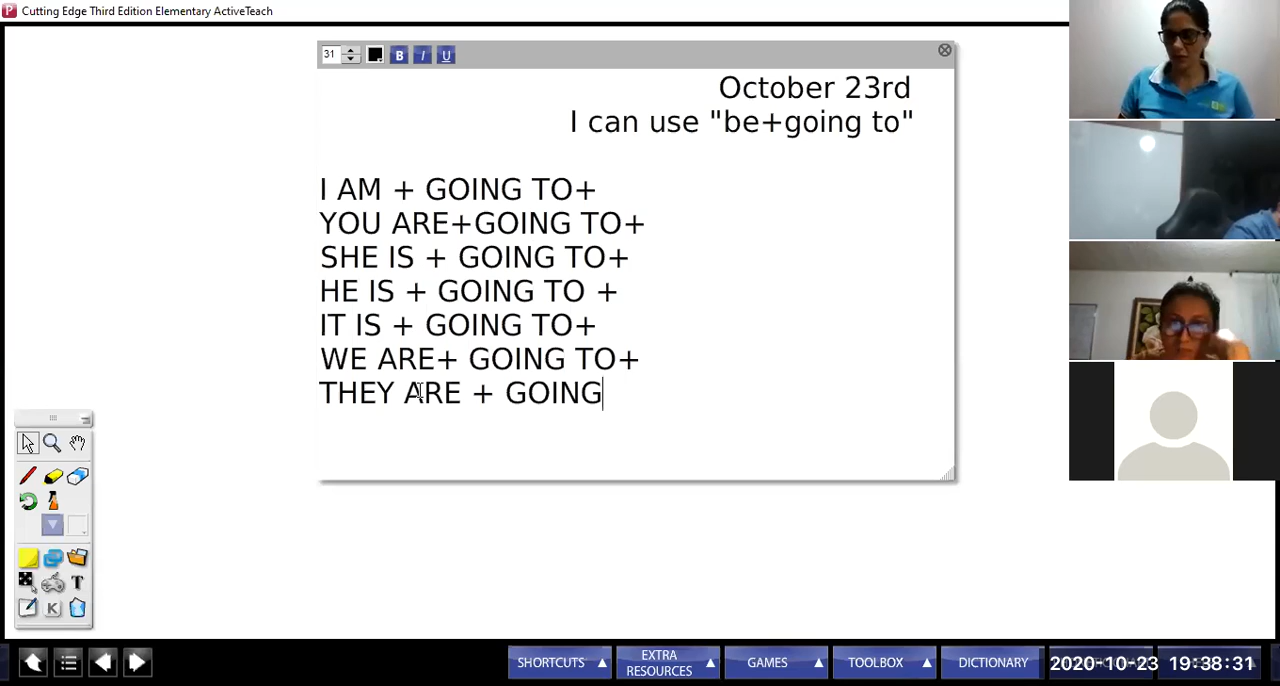 Cutting Edge Third Edition Elementary ActiveTeach
31 B I U
October 23rd
I can use "be+going to"
I AM + GOING TO+
YOU ARE+GOING TO+
SHE IS + GOING TO+
HE IS + GOING TO +
IT IS + GOING TO+
WE ARE+ GOING TO+
THEY ARE + GOING
T
K
SHORTCUTS
EXTRA
RESOURCES
GAMES
TOOLBOX
DICTIONARY
2020-10-23 19:38:31